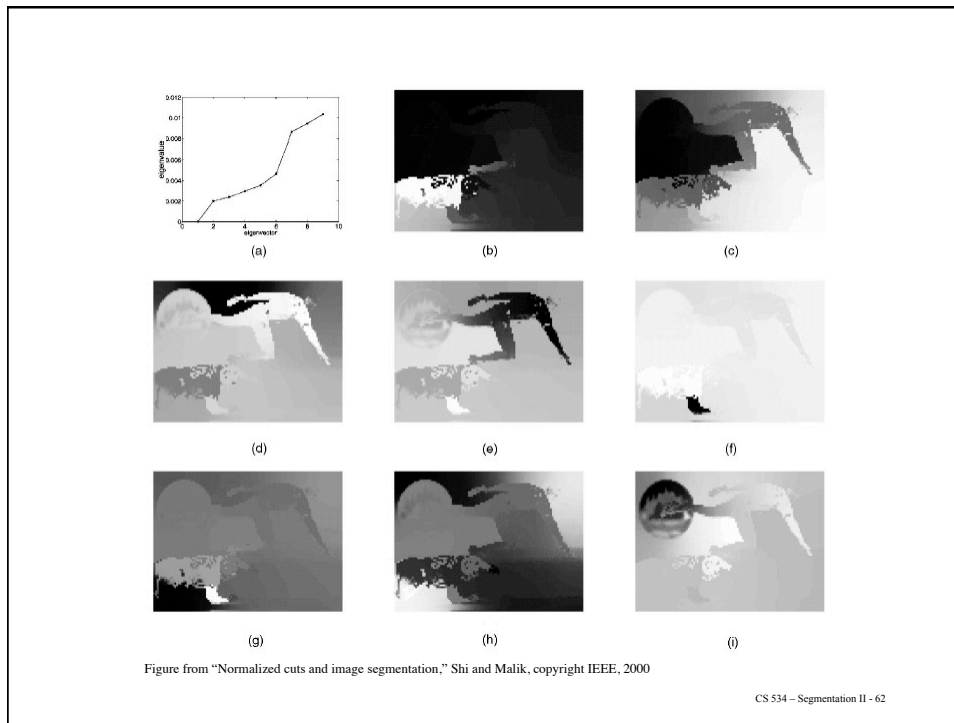 0.012
0.01
0.008
0.006
0.004
0.002
0
0 2 4 6 8 10
eigenvalue
eigenvector
(a)
(b)
(c)
(d)
(e)
(f)
(g)
(h)
(i)
Figure from “Normalized cuts and image segmentation,” Shi and Malik, copyright IEEE, 2000
CS 534 – Segmentation II - 62